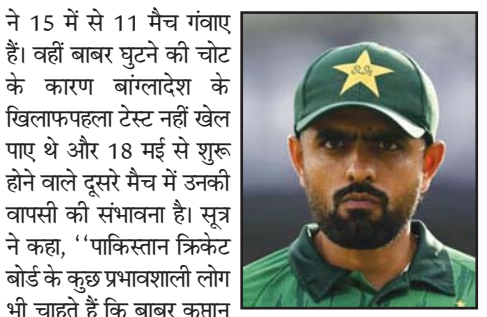 ने 15 में से 11 मैच गंवाए
हैं। वहीं बाबर घुटने की चोट
के कारण बांग्लादेश के
खिलाफपहला टेस्ट नहीं खेल
पाए थे और 18 मई से शुरू
होने वाले दूसरे मैच में उनकी
वापसी की संभावना है। सूत्र
ने कहा, ‘‘पाकिस्तान क्रिकेट
बोर्ड के कुछ प्रभावशाली लोग
भी चाहते हैं कि बाबर कप्तान